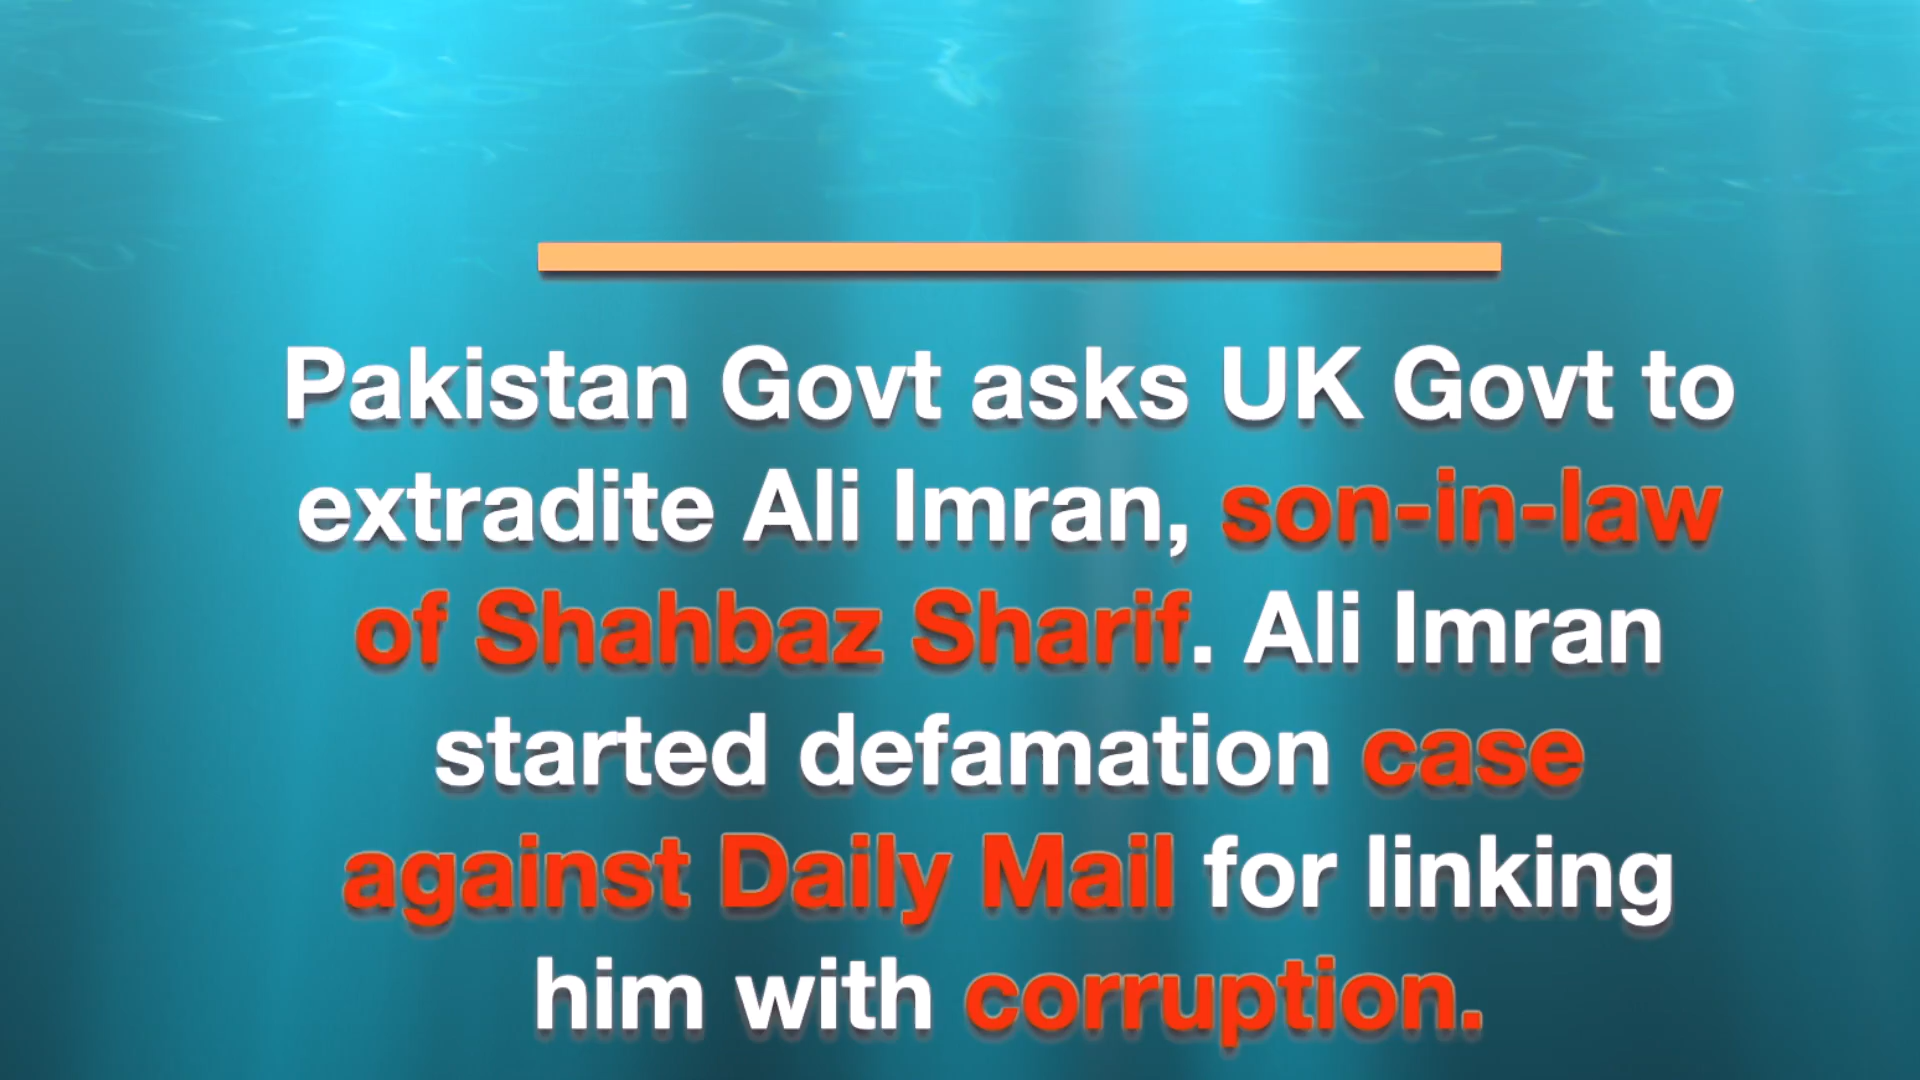 Pakistan Govt asks UK Govt to
extradite Ali Imran, son-in-law
of Shahbaz Sharif. Ali Imran
started defamation case
against Daily Mail for linking
him with corruption.